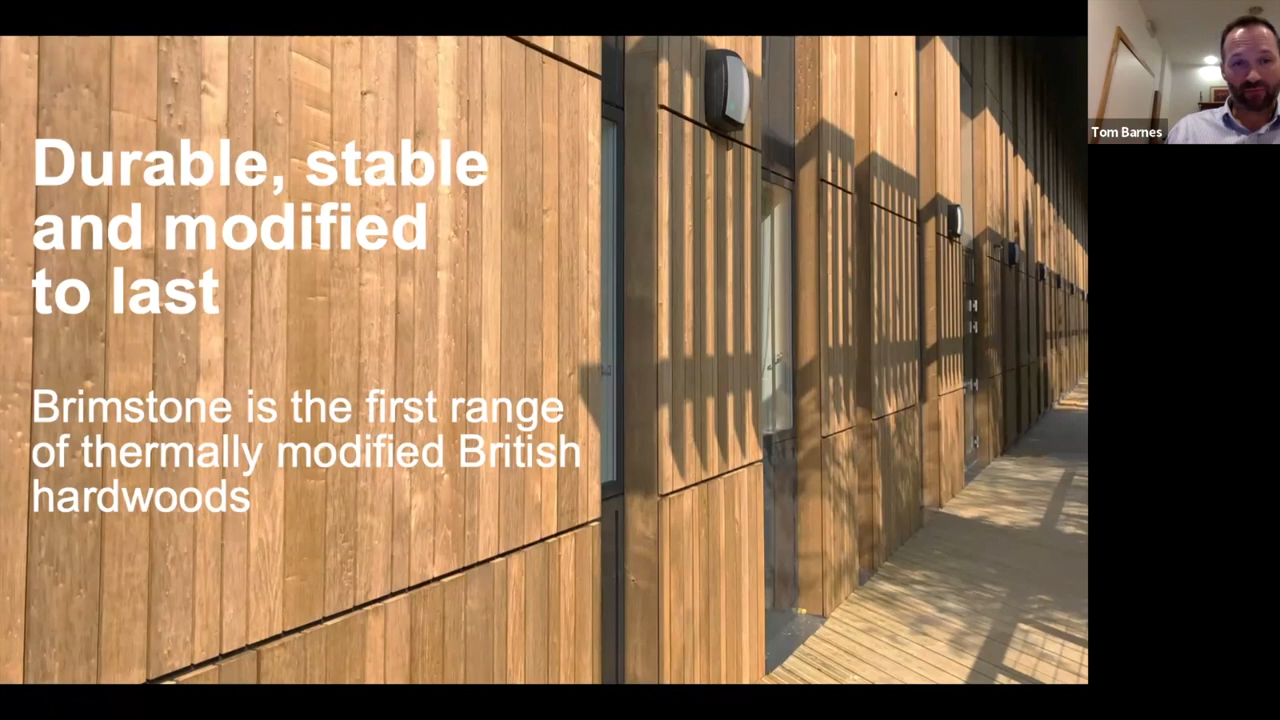 Durable, stable
and modified
to last
Brimstone is the first range
of thermally modified British
hardwoods
Tom Barnes